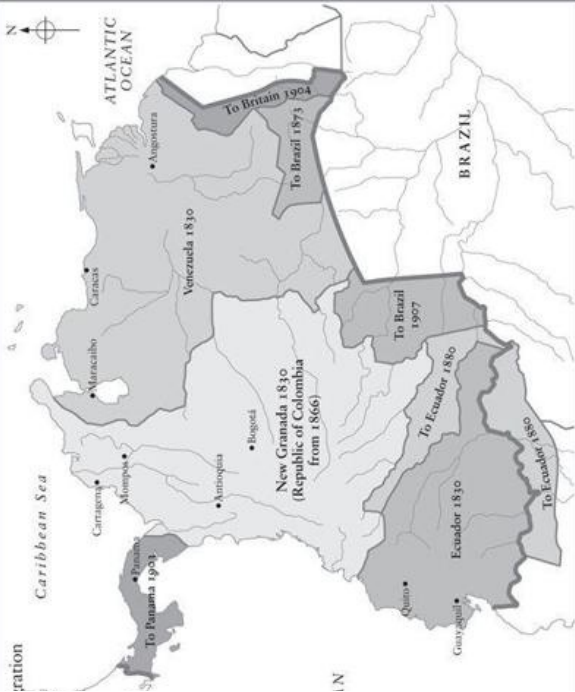 gration
N
Caribbean Sea
ATLANTIC
OCEAN
Maracaibo
Caracas
Cartagena
Mompos
Panama
To Panama 1903
Angostura
Venezuela 1830
Antioquia
Bogotá
To Britain 1904
New Granada 1830
(Republic of Colombia
from 1866)
To Brazil 1873
AN
To Brazil
1907
Quito
To Ecuador 1880
BRAZIL
Guayaquil
Ecuador 1830
To Ecuador 1880